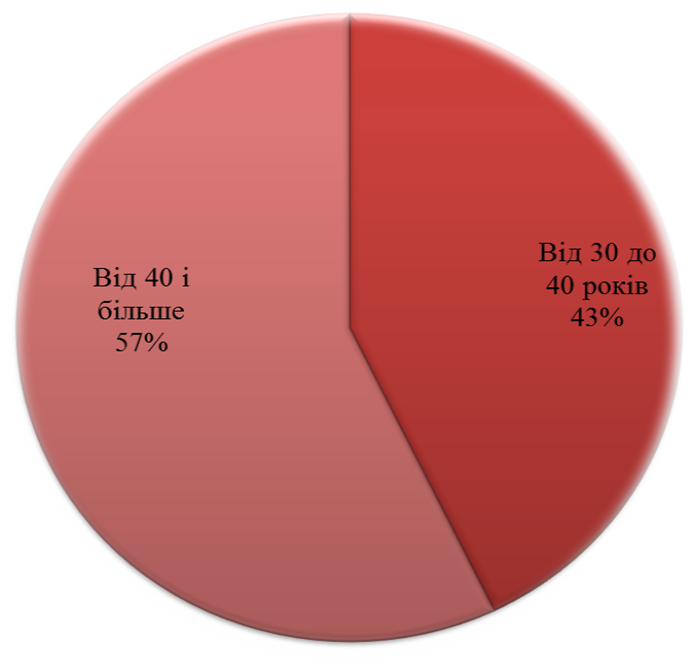 Від 40 і
більше
57%
Від 30 до
40 років
43%